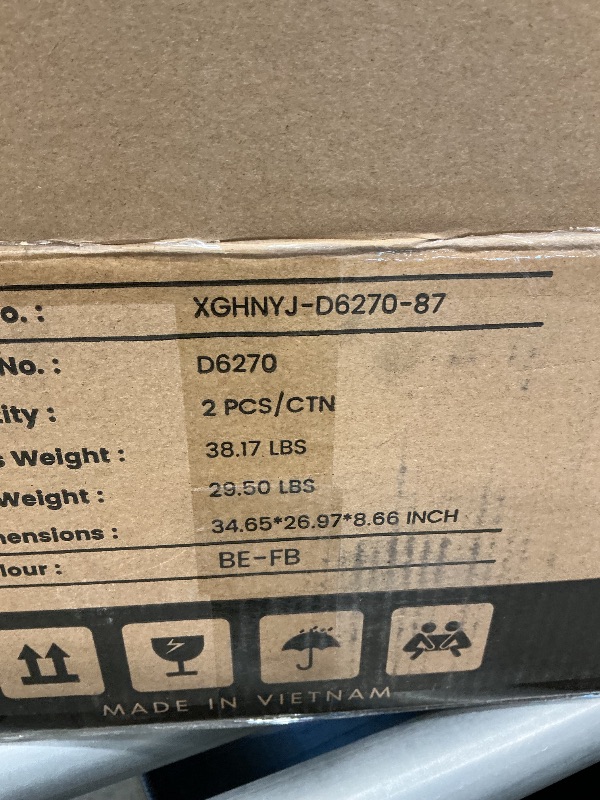 o. : XGHNYJ-D6270-87
No. : D6270
ity : 2 PCS/CTN
s Weight : 38.17 LBS
Weight : 29.50 LBS
ensions : 34.65*26.97*8.66 INCH
lour : BE-FB
MADE IN VIETNAM